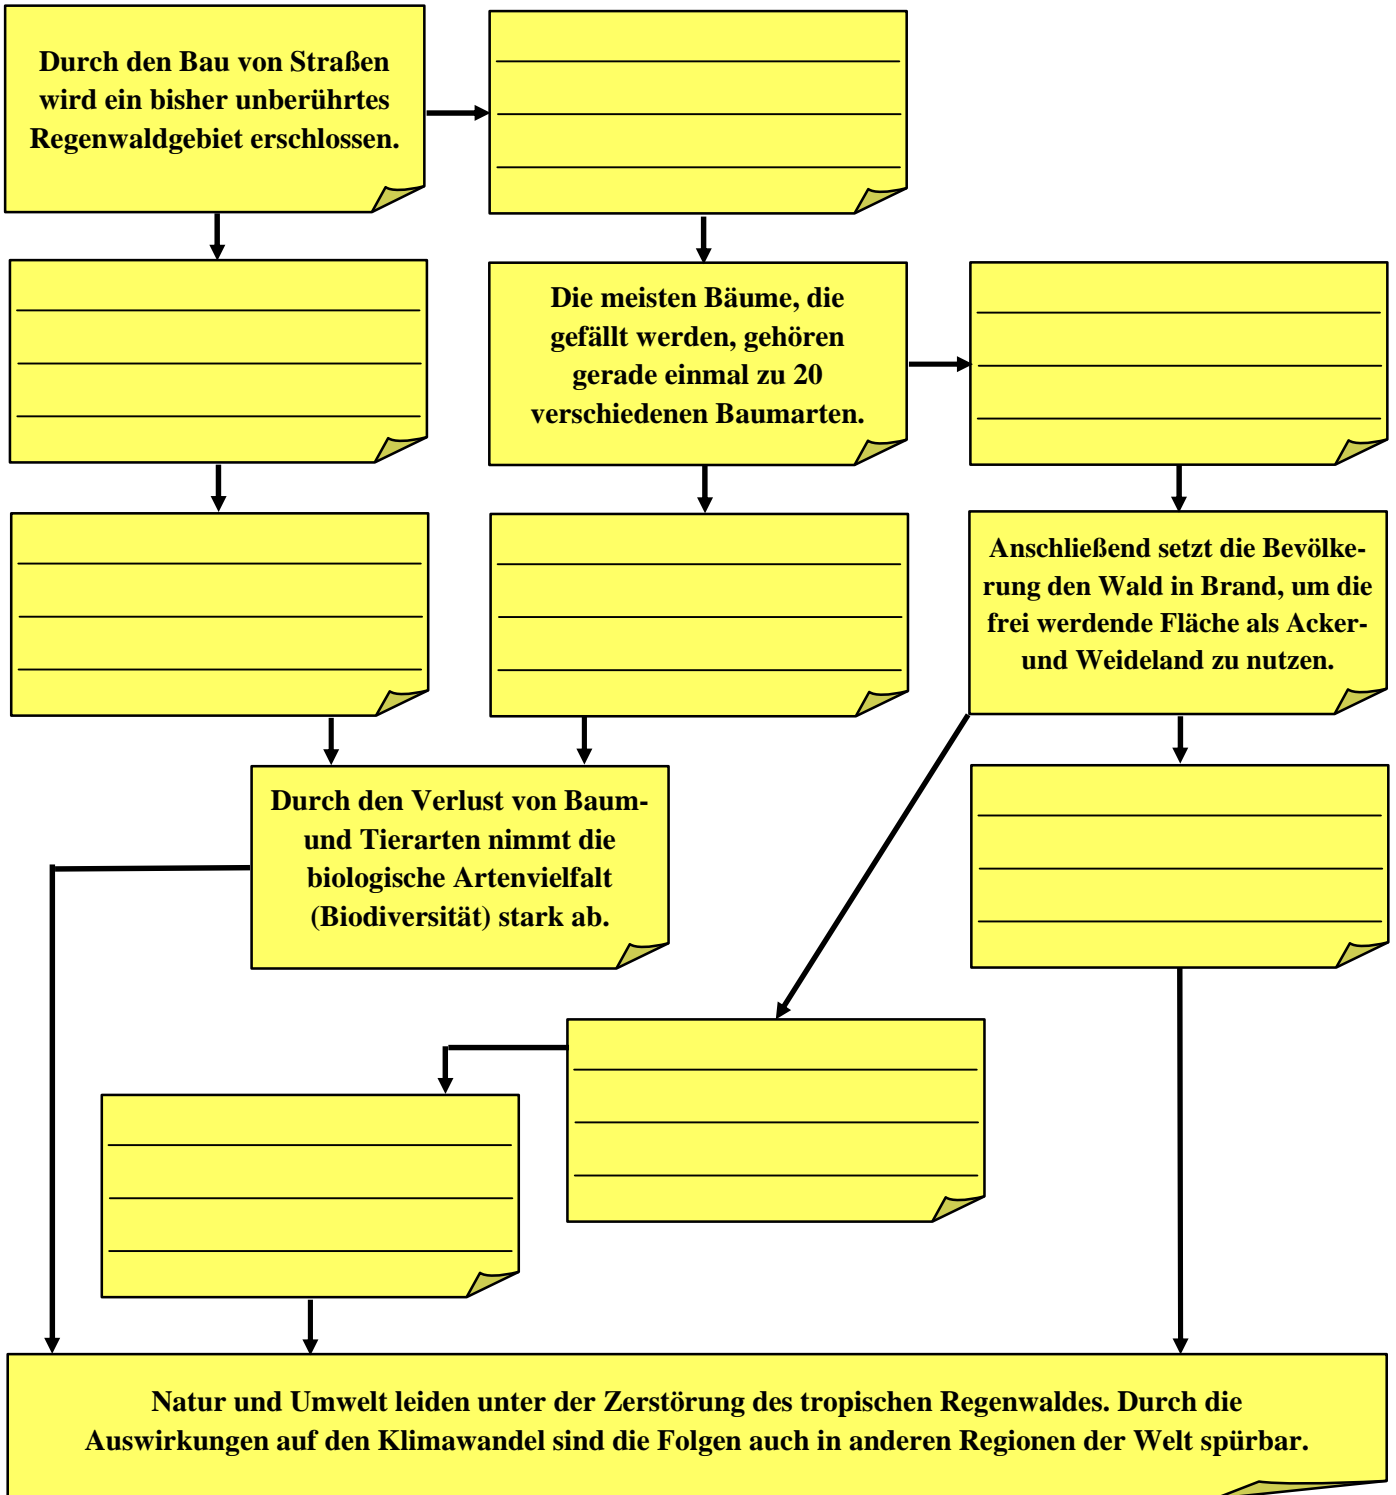 Durch den Bau von Straßen
wird ein bisher unberührtes
Regenwaldgebiet erschlossen.
Die meisten Bäume, die
gefällt werden, gehören
gerade einmal zu 20
verschiedenen Baumarten.
Anschließend setzt die Bevölke-
rung den Wald in Brand, um die
frei werdende Fläche als Acker-
und Weideland zu nutzen.
Durch den Verlust von Baum-
und Tierarten nimmt die
biologische Artenvielfalt
(Biodiversität) stark ab.
Natur und Umwelt leiden unter der Zerstörung des tropischen Regenwaldes. Durch die
Auswirkungen auf den Klimawandel sind die Folgen auch in anderen Regionen der Welt spürbar.